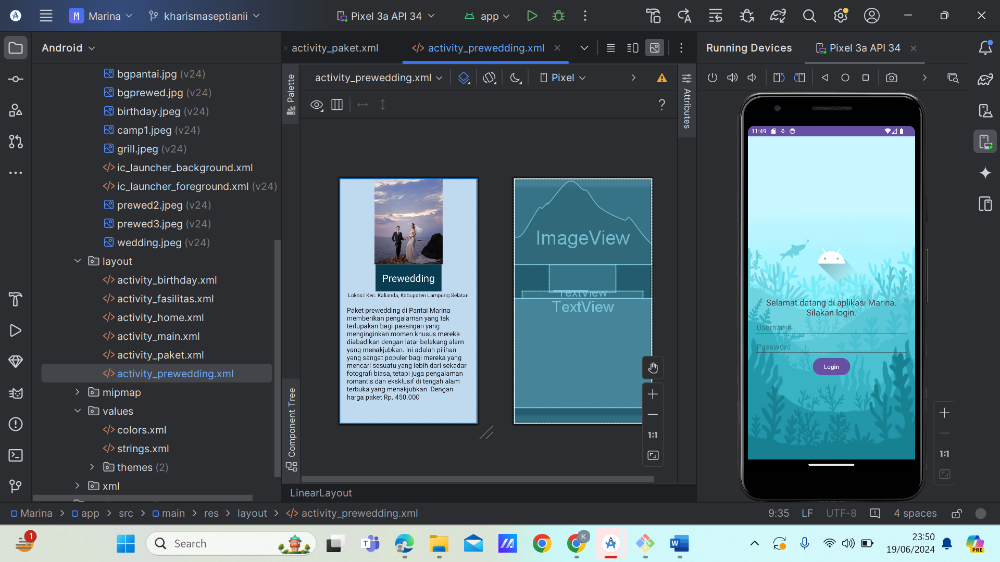 M Marina
kharismaseptianii
Pixel 3a API 34
app
Android
activity_paket.xml
activity_prewedding.xml
Running Devices
Pixel 3a API 34
bgpantai.jpg (v24)
bgprewed.jpg (v24)
birthday.jpeg (v24)
camp1.jpeg (v24)
grill.jpeg (v24)
ic_launcher_background.xml
ic_launcher_foreground.xml (v24)
prewed2.jpeg (v24)
prewed3.jpeg (v24)
wedding.jpeg (v24)
layout
activity_birthday.xml
activity_fasilitas.xml
activity_home.xml
activity_main.xml
activity_paket.xml
activity_prewedding.xml
mipmap
values
colors.xml
strings.xml
themes (2)
xml
Palette
Component Tree
activity_prewedding.xml
Pixel
?
Attributes
Prewedding
Lokasi: Kec. Kalianda, Kabupaten Lampung Selatan
Paket prewedding di Pantai Marina
memberikan pengalaman yang tak
terlupakan bagi pasangan yang
menginginkan momen khusus mereka
diabadikan dengan latar belakang alam
yang menakjubkan. Ini adalah pilihan
yang sangat populer bagi mereka yang
mencari sesuatu yang lebih dari sekadar
fotografi biasa, tetapi juga pengalaman
romantis dan eksklusif di tengah alam
terbuka yang menakjubkan. Dengan
harga paket Rp. 450.000
ImageView
TextView
TextView
1:1
LinearLayout
11:49
Selamat datang di aplikasi Marina.
Silakan login.
Username
Password
Login
1:1
Marina > app > src > main > res > layout > activity_prewedding.xml
9:35 LF UTF-8 4 spaces
1
Search
K
PRE
23:50
19/06/2024